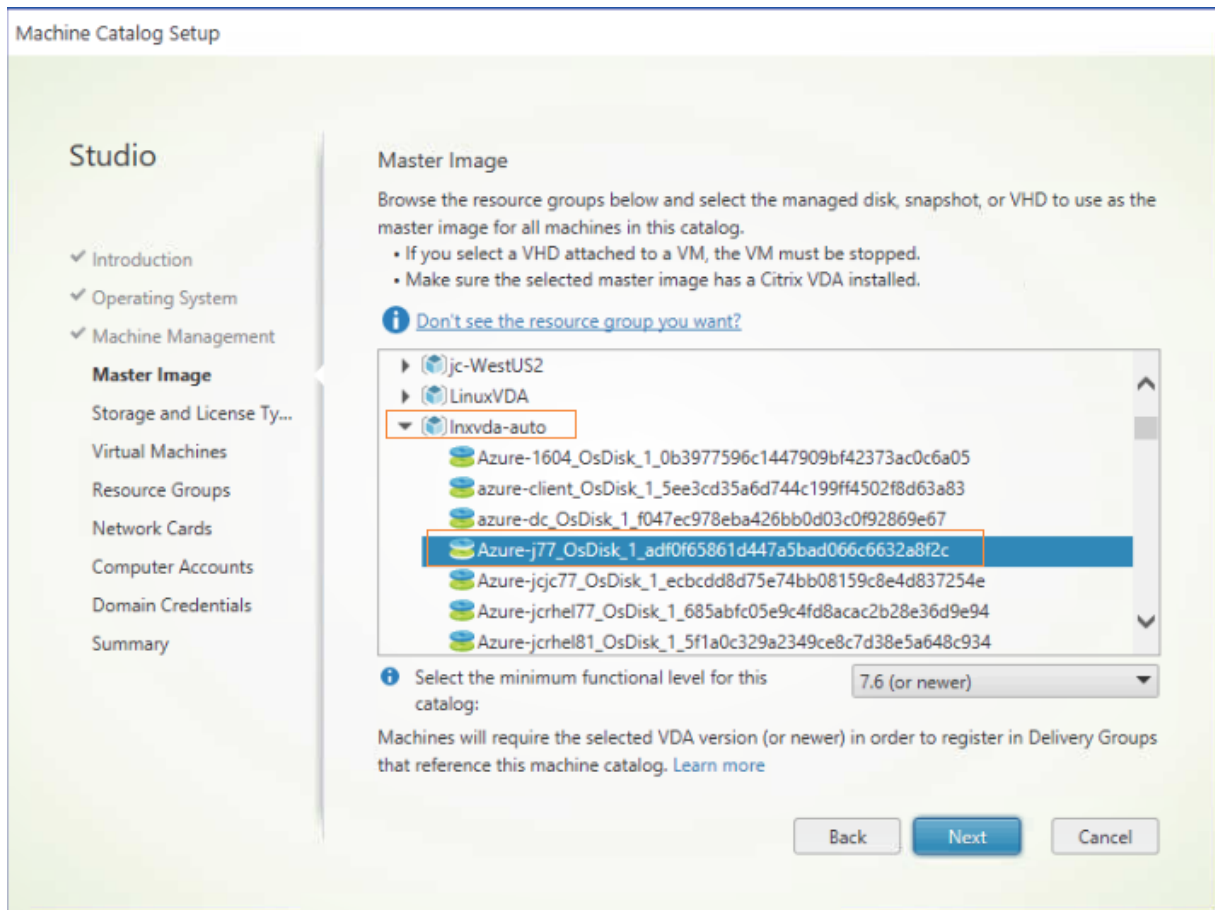 Machine Catalog Setup
Studio
Introduction
Operating System
Machine Management
Master Image
Storage and License Ty...
Virtual Machines
Resource Groups
Network Cards
Computer Accounts
Domain Credentials
Summary
Master Image
Browse the resource groups below and select the managed disk, snapshot, or VHD to use as the
master image for all machines in this catalog.
• If you select a VHD attached to a VM, the VM must be stopped.
• Make sure the selected master image has a Citrix VDA installed.
Don't see the resource group you want?
jc-WestUS2
LinuxVDA
lnxvda-auto
Azure-1604_OsDisk_1_0b3977596c1447909bf42373ac0c6a05
azure-client_OsDisk_1_5ee3cd35a6d744c199ff4502f8d63a83
azure-dc_OsDisk_1_f047ec978eba426bb0d03c0f92869e67
Azure-j77_OsDisk_1_adf0f65861d447a5bad066c6632a8f2c
Azure-jcjc77_OsDisk_1_ecbcdd8d75e74bb08159c8e4d837254e
Azure-jcrhel77_OsDisk_1_685abfc05e9c4fd8acac2b28e36d9e94
Azure-jcrhel81_OsDisk_1_5f1a0c329a2349ce8c7d38e5a648c934
Select the minimum functional level for this
catalog:
7.6 (or newer)
Machines will require the selected VDA version (or newer) in order to register in Delivery Groups
that reference this machine catalog. Learn more
Back
Next
Cancel